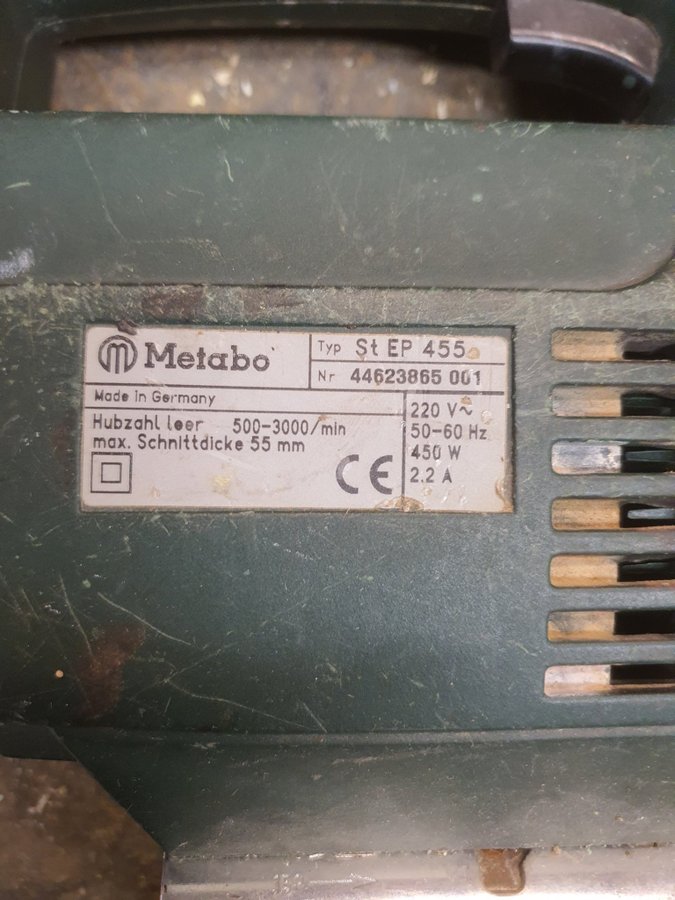 Metabo
Typ St EP 455
Nr 44623865 001
Made in Germany
Hubzahl leer 500-3000/min
max. Schnittdicke 55 mm
CE
220 V~
50-60 Hz
450 W
2.2 A